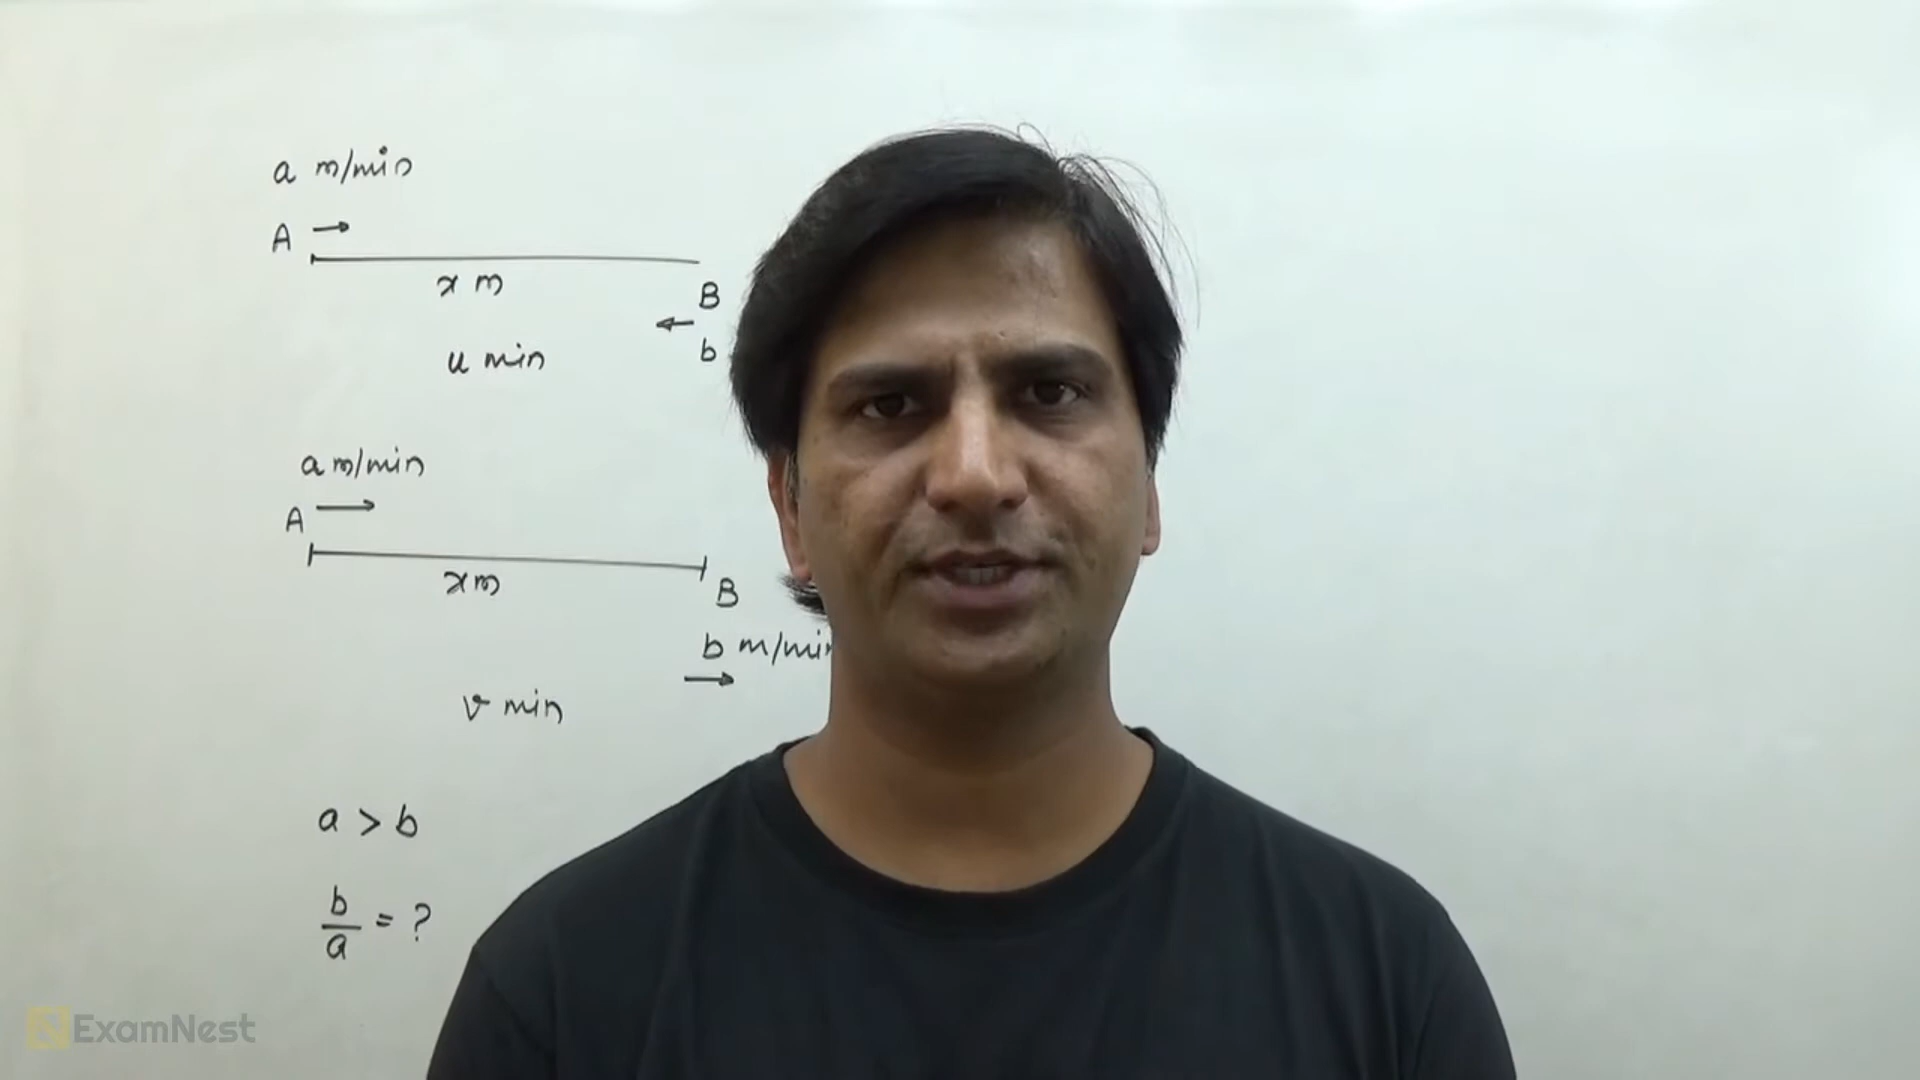 a m/min
A →
x m
B
←
b
u min
a m/min
A →
x m
B
b m/min
→
v min
a > b
b/a = ?
ExamNest